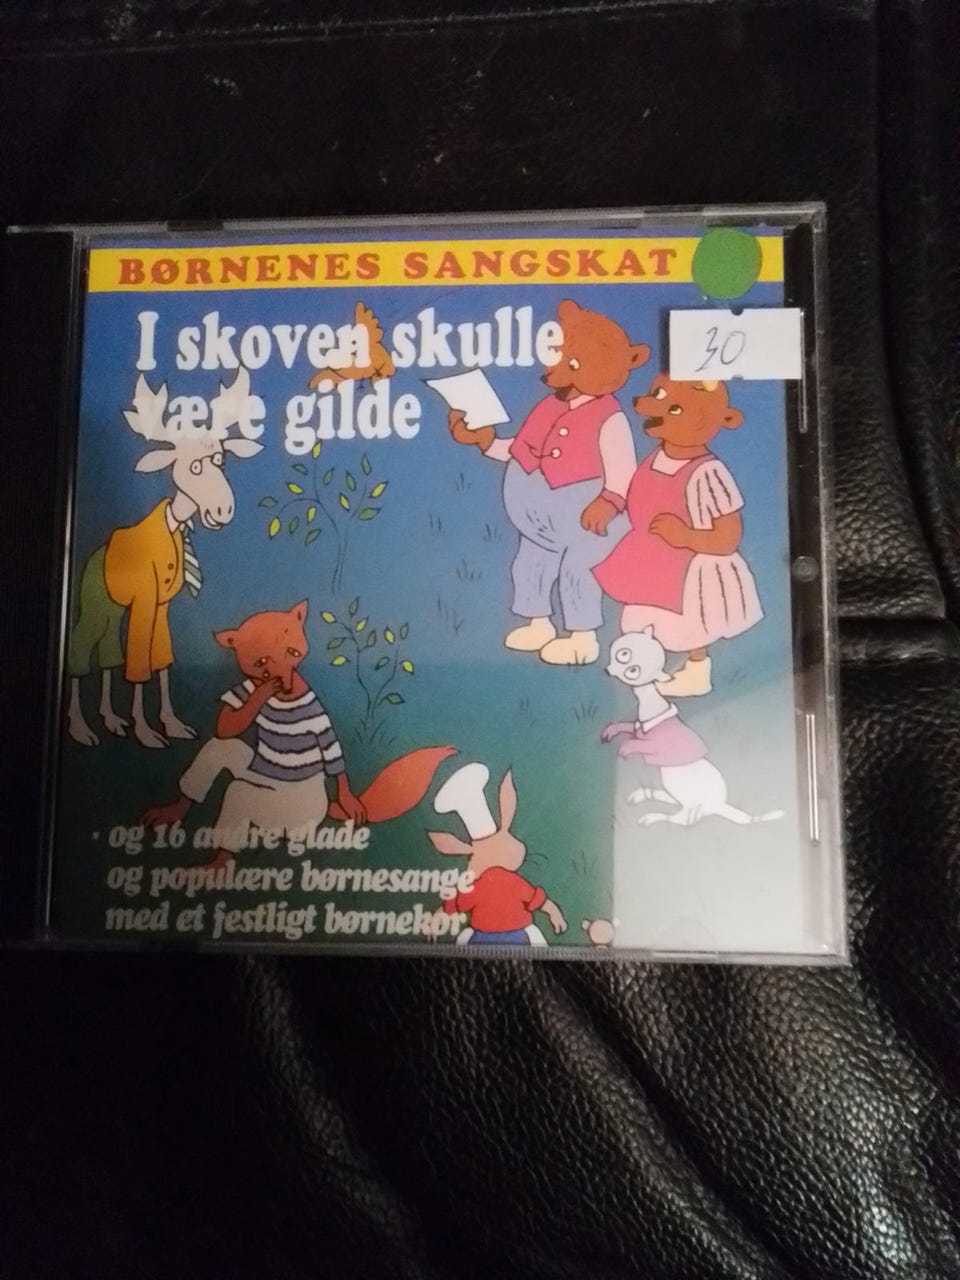 BØRNENES SANGSKAT
30
I skoven skulle
være gilde
og 16 andre glade
og populære børnesange
med et festligt børnekor